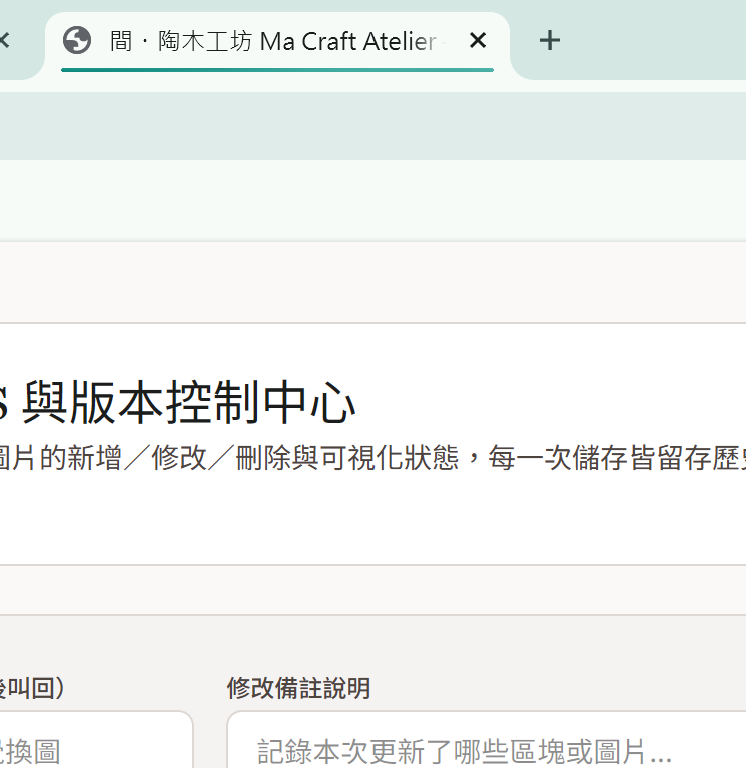 間．陶木工坊 Ma Craft Atelier
與版本控制中心
圖片的新增／修改／刪除與可視化狀態，每一次儲存皆留存歷史
後叫回）
修改備註說明
換圖
記錄本次更新了哪些區塊或圖片...